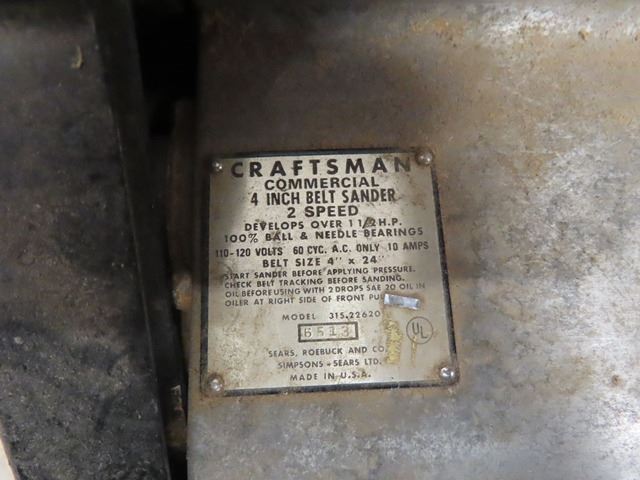 CRAFTSMAN
COMMERCIAL
4 INCH BELT SANDER
2 SPEED
DEVELOPS OVER 1 1/2 H.P.
100% BALL & NEEDLE BEARINGS
110-120 VOLTS 60 CYC. A.C. ONLY 10 AMPS
BELT SIZE 4" x 24"
START SANDER BEFORE APPLYING PRESSURE.
CHECK BELT TRACKING BEFORE SANDING.
OIL BEFORE USING WITH 2 DROPS SAE 20 OIL IN
OILER AT RIGHT SIDE OF FRONT
MODEL 315.22620
6513
UL
SEARS, ROEBUCK AND CO.
SIMPSONS-SEARS LTD.
MADE IN U.S.A.